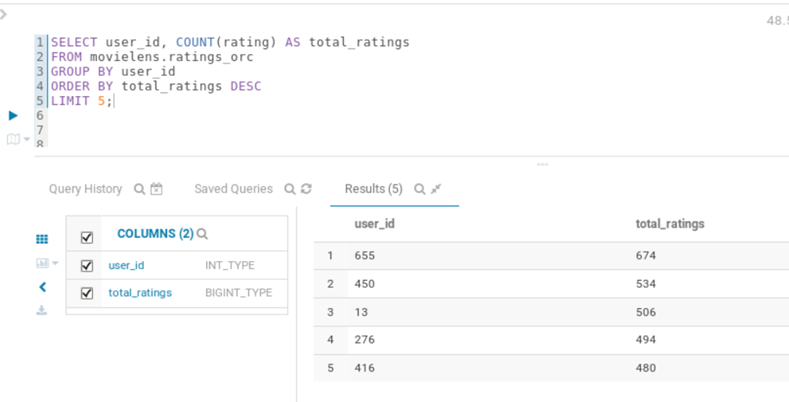 48.5
1 SELECT user_id, COUNT(rating) AS total_ratings
2 FROM movielens.ratings_orc
3 GROUP BY user_id
4 ORDER BY total_ratings DESC
5 LIMIT 5;
6
7
8
Query History Saved Queries Results (5)
COLUMNS (2)
user_id INT_TYPE
total_ratings BIGINT_TYPE
user_id total_ratings
1 655 674
2 450 534
3 13 506
4 276 494
5 416 480